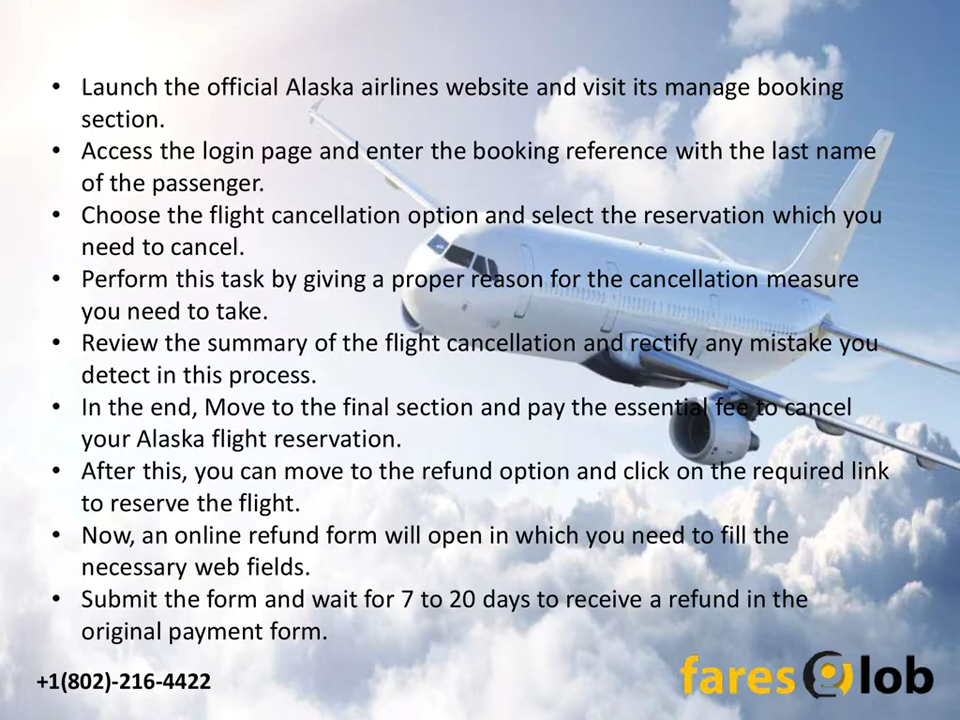 • Launch the official Alaska airlines website and visit its manage booking
section.
• Access the login page and enter the booking reference with the last name
of the passenger.
• Choose the flight cancellation option and select the reservation which you
need to cancel.
• Perform this task by giving a proper reason for the cancellation measure
you need to take.
• Review the summary of the flight cancellation and rectify any mistake you
detect in this process.
• In the end, Move to the final section and pay the essential fee to cancel
your Alaska flight reservation.
• After this, you can move to the refund option and click on the required link
to reserve the flight.
• Now, an online refund form will open in which you need to fill the
necessary web fields.
• Submit the form and wait for 7 to 20 days to receive a refund in the
original payment form.
+1(802)-216-4422
fares lob